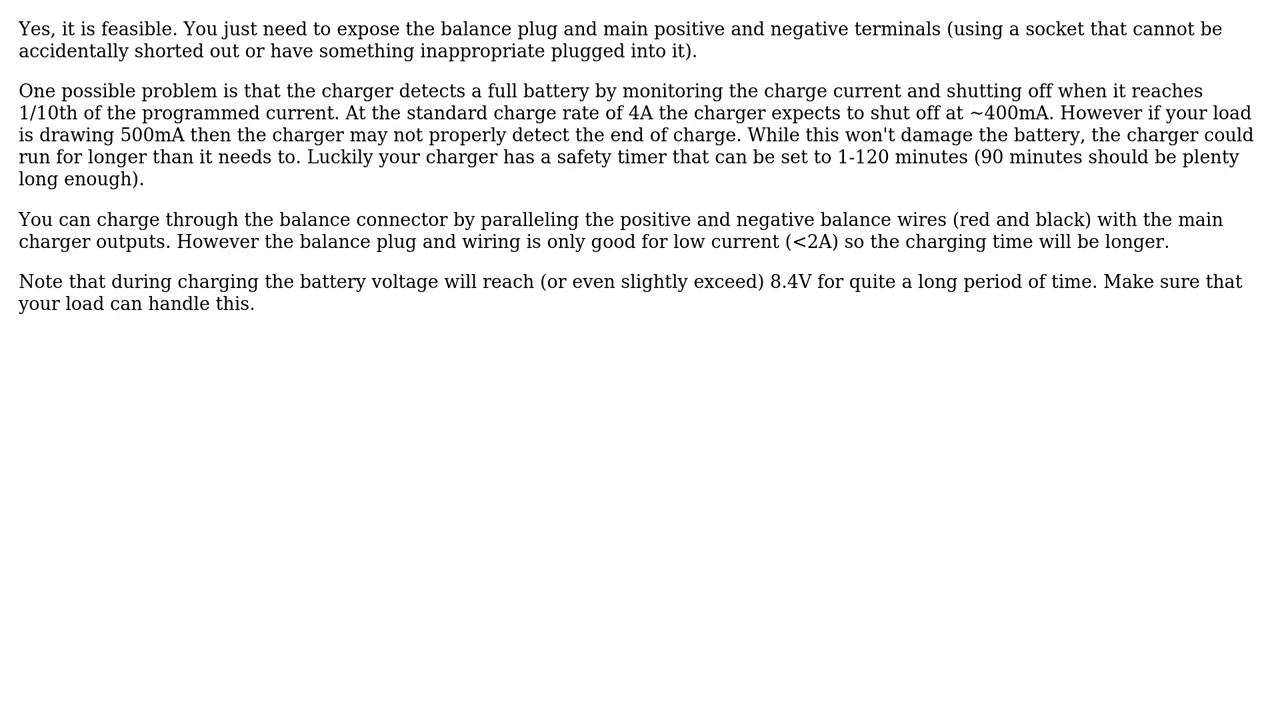 Yes, it is feasible. You just need to expose the balance plug and main positive and negative terminals (using a socket that cannot be
accidentally shorted out or have something inappropriate plugged into it).
One possible problem is that the charger detects a full battery by monitoring the charge current and shutting off when it reaches
1/10th of the programmed current. At the standard charge rate of 4A the charger expects to shut off at ~400mA. However if your load
is drawing 500mA then the charger may not properly detect the end of charge. While this won't damage the battery, the charger could
run for longer than it needs to. Luckily your charger has a safety timer that can be set to 1-120 minutes (90 minutes should be plenty
long enough).
You can charge through the balance connector by paralleling the positive and negative balance wires (red and black) with the main
charger outputs. However the balance plug and wiring is only good for low current (<2A) so the charging time will be longer.
Note that during charging the battery voltage will reach (or even slightly exceed) 8.4V for quite a long period of time. Make sure that
your load can handle this.